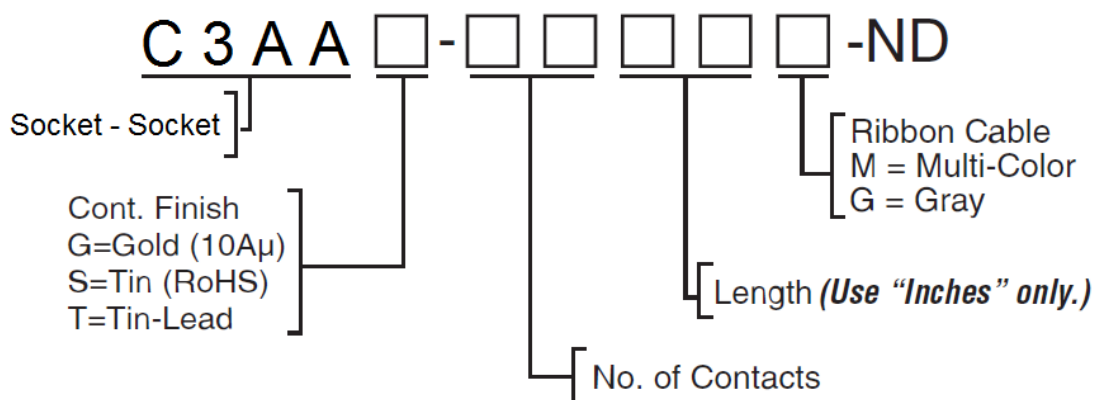 C 3 A A □ - □ □ □ □ □ -ND
Socket - Socket
Ribbon Cable
M = Multi-Color
G = Gray
Cont. Finish
G=Gold (10Aµ)
S=Tin (RoHS)
T=Tin-Lead
Length (Use “Inches” only.)
No. of Contacts